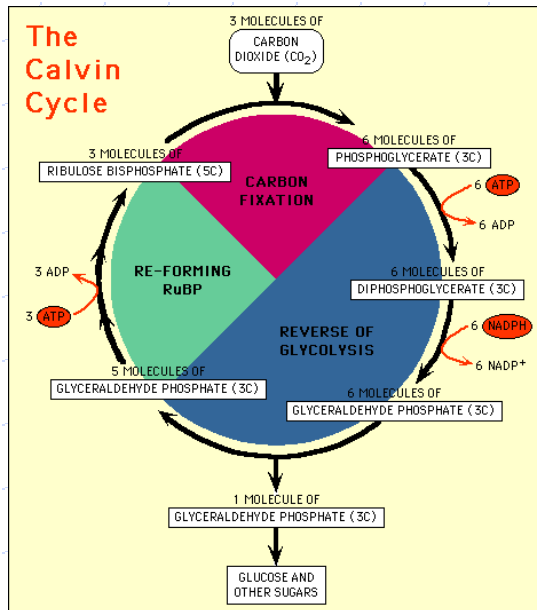 The
Calvin
Cycle
3 MOLECULES OF
CARBON
DIOXIDE (CO₂)
6 MOLECULES OF
PHOSPHOGLYCERATE (3C)
6 ATP
6 ADP
6 MOLECULES OF
DIPHOSPHOGLYCERATE (3C)
6 NADPH
6 NADP+
6 MOLECULES OF
GLYCERALDEHYDE PHOSPHATE (3C)
1 MOLECULE OF
GLYCERALDEHYDE PHOSPHATE (3C)
GLUCOSE AND
OTHER SUGARS
5 MOLECULES OF
GLYCERALDEHYDE PHOSPHATE (3C)
3 ATP
3 ADP
3 MOLECULES OF
RIBULOSE BISPHOSPHATE (5C)
CARBON
FIXATION
REVERSE OF
GLYCOLYSIS
RE-FORMING
RuBP